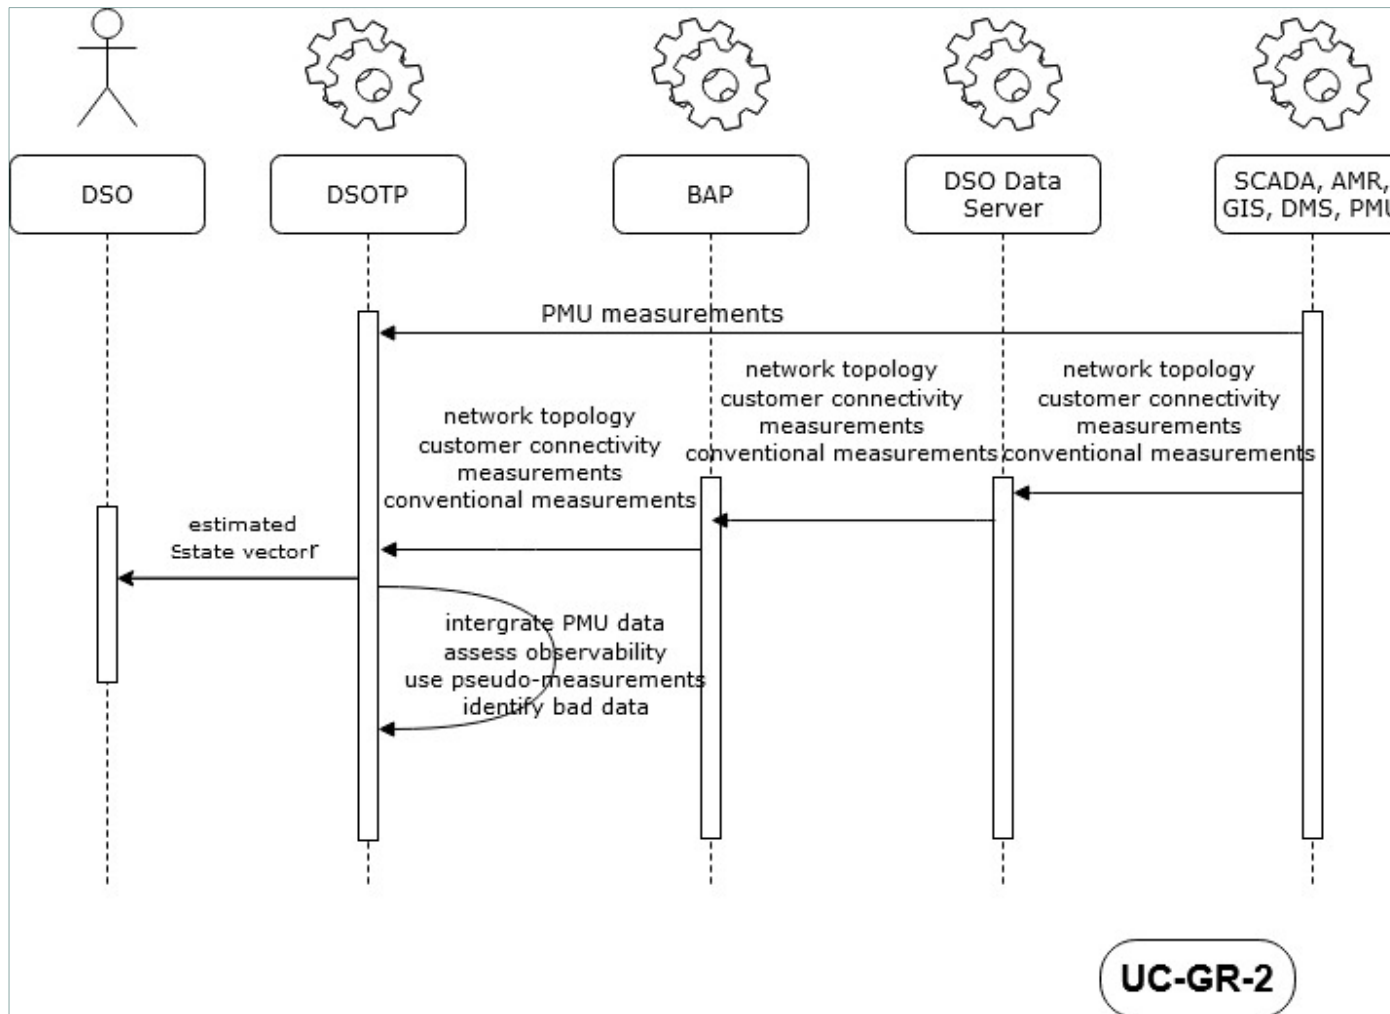 DSO
DSOTP
BAP
DSO Data
Server
SCADA, AMR,
GIS, DMS, PMU
PMU measurements
network topology
customer connectivity
measurements
conventional measurements
network topology
customer connectivity
measurements
conventional measurements
network topology
customer connectivity
measurements
conventional measurements
estimated
Sstate vectorr
intergrate PMU data
assess observability
use pseudo-measurements
identify bad data
UC-GR-2